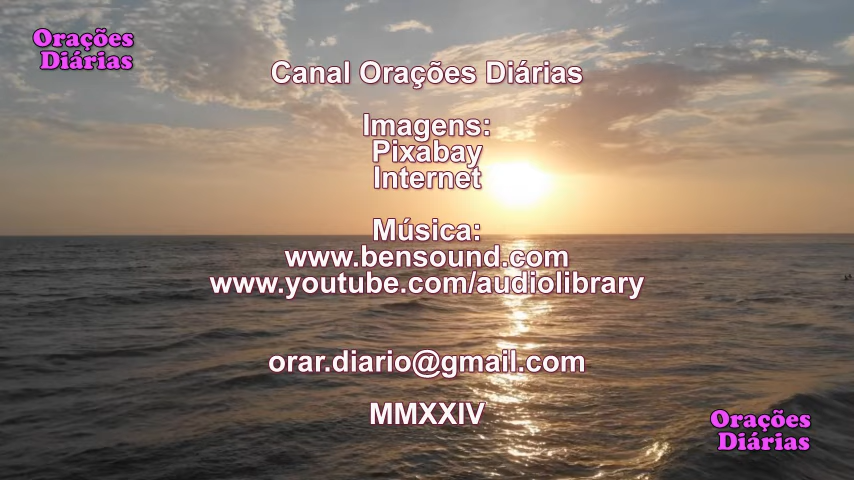 Orações
Diárias
Canal Orações Diárias
Imagens:
Pixabay
Internet
Música:
www.bensound.com
www.youtube.com/audiolibrary
orar.diario@gmail.com
MMXXIV
Orações
Diárias